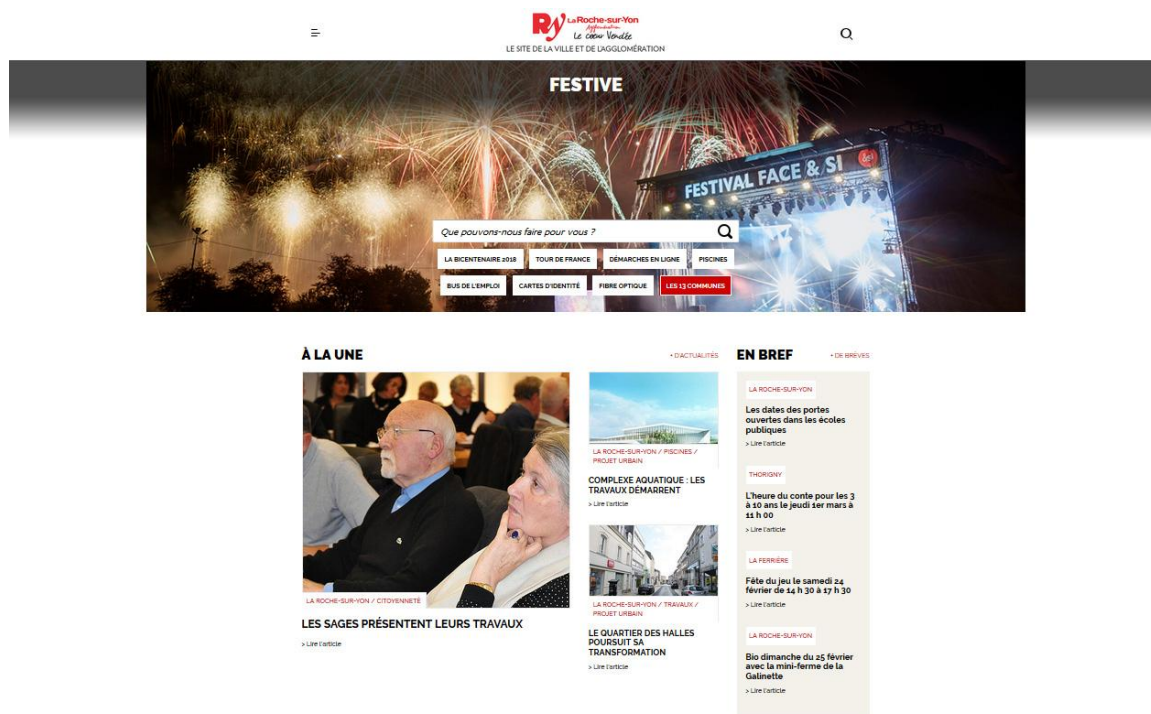 La Roche-sur-Yon
Agglomération
Le cœur Vendée
LE SITE DE LA VILLE ET DE L'AGGLOMÉRATION
FESTIVE
FESTIVAL FACE & SI
Que pouvons-nous faire pour vous ?
LA BICENTENAIRE 2018
TOUR DE FRANCE
DÉMARCHES EN LIGNE
PISCINES
BUS DE L'EMPLOI
CARTES D'IDENTITÉ
FIBRE OPTIQUE
LES 13 COMMUNES
À LA UNE
+ D'ACTUALITÉS
LA ROCHE-SUR-YON / CITOYENNETÉ
LES SAGES PRÉSENTENT LEURS TRAVAUX
> Lire l'article
LA ROCHE-SUR-YON / PISCINES /
PROJET URBAIN
COMPLEXE AQUATIQUE : LES
TRAVAUX DÉMARRENT
> Lire l'article
LA ROCHE-SUR-YON / TRAVAUX /
PROJET URBAIN
LE QUARTIER DES HALLES
POURSUIT SA
TRANSFORMATION
> Lire l'article
EN BREF
+ DE BRÈVES
LA ROCHE-SUR-YON
Les dates des portes
ouvertes dans les écoles
publiques
> Lire l'article
THORIGNY
L'heure du conte pour les 3
à 10 ans le jeudi 1er mars à
11 h 00
> Lire l'article
LA FERRIÈRE
Fête du jeu le samedi 24
février de 14 h 30 à 17 h 30
> Lire l'article
LA ROCHE-SUR-YON
Bio dimanche du 25 février
avec la mini-ferme de la
Galinette
> Lire l'article